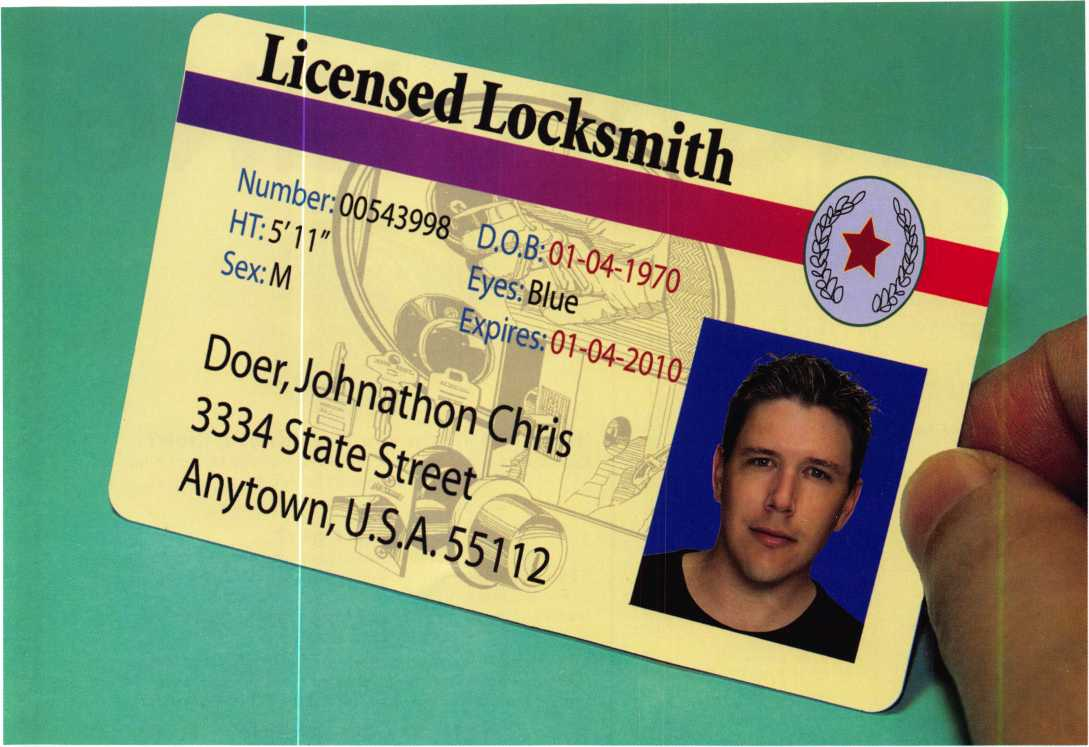 Licensed Locksmith
Number: 00543998
HT: 5' 11"
Sex: M
D.O.B: 01-04-1970
Eyes: Blue
Expires: 01-04-2010
Doer, Johnathon Chris
3334 State Street
Anytown, U.S.A. 55112